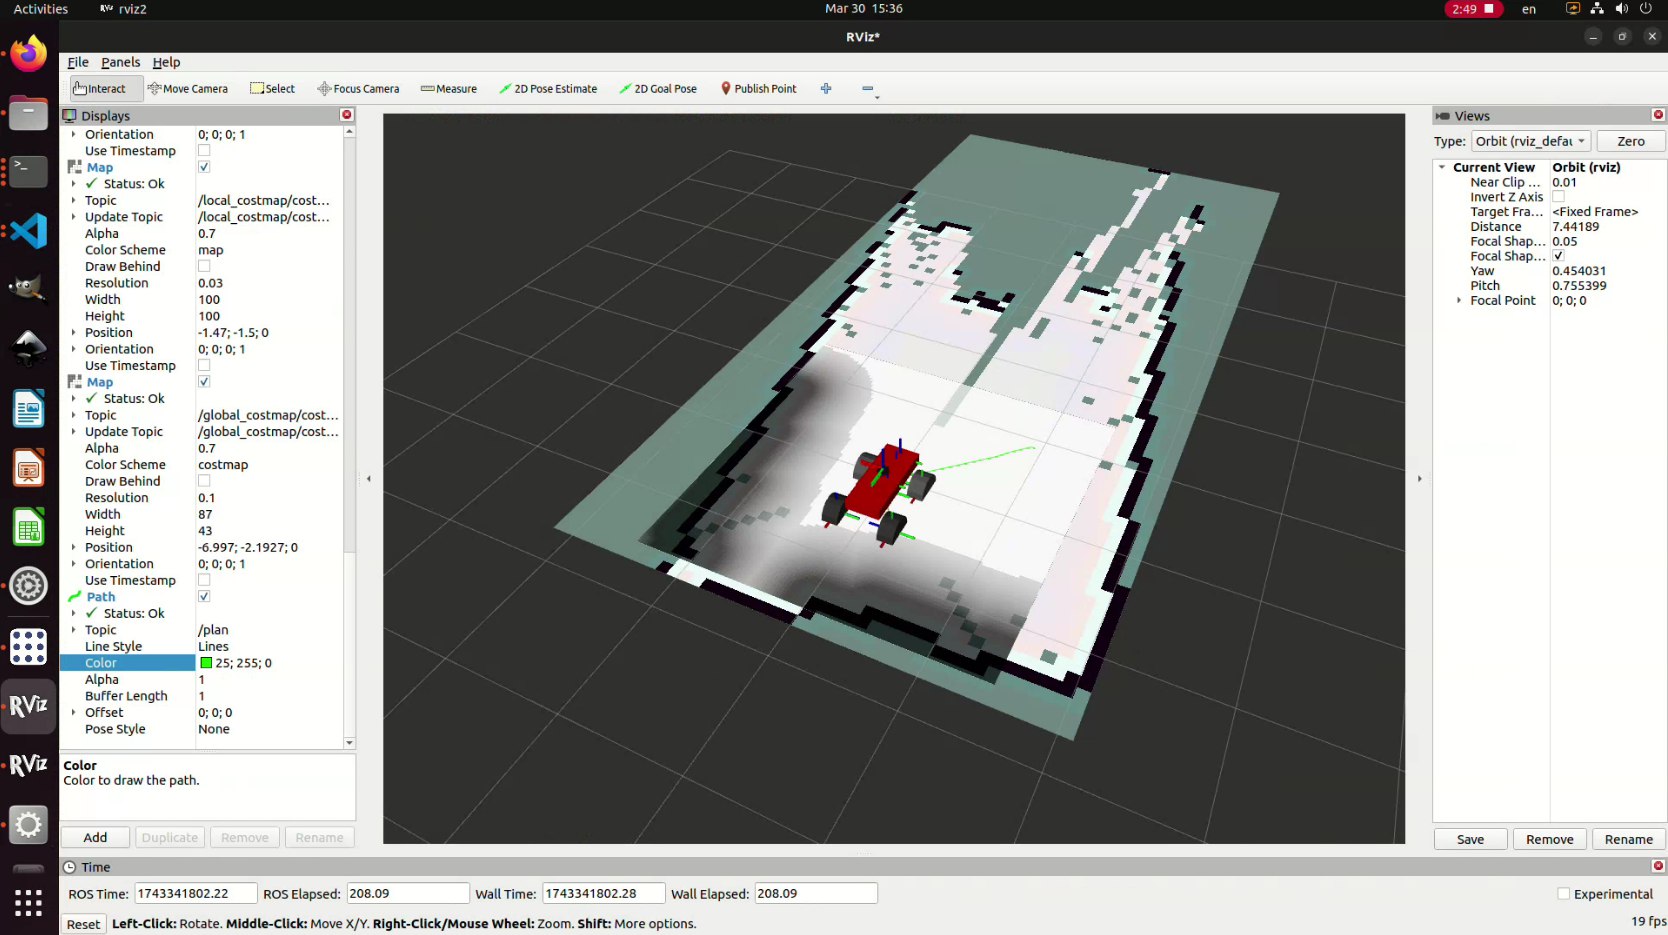 Activities rviz2 Mar 30 15:36 2:49 en
RViz*
File Panels Help
Interact Move Camera Select Focus Camera Measure 2D Pose Estimate 2D Goal Pose Publish Point
Displays
Orientation 0; 0; 0; 1
Use Timestamp
Map
Status: Ok
Topic /local_costmap/cost...
Update Topic /local_costmap/cost...
Alpha 0.7
Color Scheme map
Draw Behind
Resolution 0.03
Width 100
Height 100
Position -1.47; -1.5; 0
Orientation 0; 0; 0; 1
Use Timestamp
Map
Status: Ok
Topic /global_costmap/cost...
Update Topic /global_costmap/cost...
Alpha 0.7
Color Scheme costmap
Draw Behind
Resolution 0.1
Width 87
Height 43
Position -6.997; -2.1927; 0
Orientation 0; 0; 0; 1
Use Timestamp
Path
Status: Ok
Topic /plan
Line Style Lines
Color 25; 255; 0
Alpha 1
Buffer Length 1
Offset 0; 0; 0
Pose Style None
Color
Color to draw the path.
Add Duplicate Remove Rename
RViz
RViz
Views
Type: Orbit (rviz_defau Zero
Current View Orbit (rviz)
Near Clip ... 0.01
Invert Z Axis
Target Fra... <Fixed Frame>
Distance 7.44189
Focal Shap... 0.05
Focal Shap...
Yaw 0.454031
Pitch 0.755399
Focal Point 0; 0; 0
Save Remove Rename
Time
ROS Time: 1743341802.22 ROS Elapsed: 208.09 Wall Time: 1743341802.28 Wall Elapsed: 208.09 Experimental
Reset Left-Click: Rotate. Middle-Click: Move X/Y. Right-Click/Mouse Wheel: Zoom. Shift: More options. 19 fps